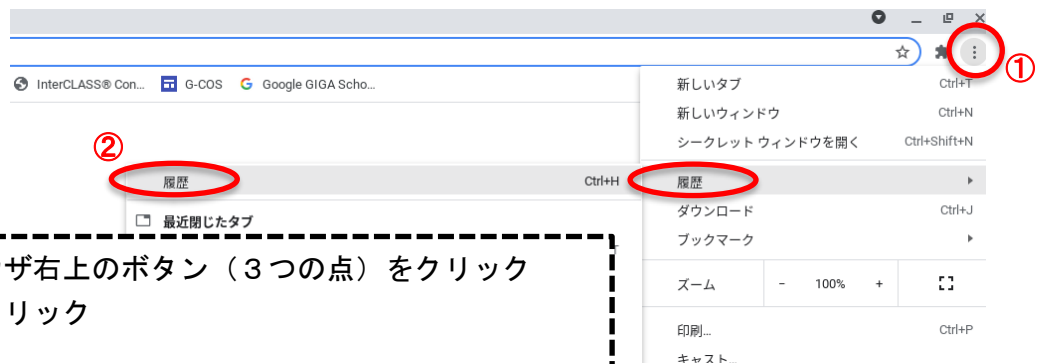 ①
InterCLASS® Con... G-COS Google GIGA Scho...
新しいタブ Ctrl+T
新しいウィンドウ Ctrl+N
シークレット ウィンドウを開く Ctrl+Shift+N
②
履歴 Ctrl+H
履歴
最近閉じたタブ
ダウンロード Ctrl+J
ブックマーク
ザ右上のボタン（３つの点）をクリック
リック
ズーム - 100% +
印刷... Ctrl+P
キャスト...